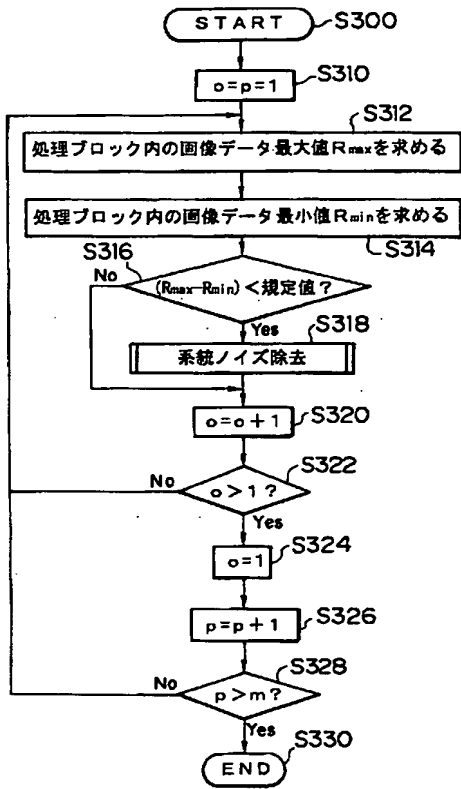 START
S300
o=p=1
S310
S312
処理ブロック内の画像データ最大値Rmaxを求める
処理ブロック内の画像データ最小値Rminを求める
S314
S316
No
(Rmax-Rmin)<規定値?
Yes
S318
系統ノイズ除去
o=o+1
S320
S322
No
o>1?
Yes
S324
o=1
S326
p=p+1
S328
No
p>m?
Yes
S330
END